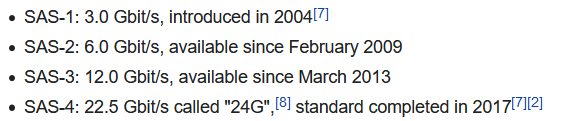 • SAS-1: 3.0 Gbit/s, introduced in 2004[7]
• SAS-2: 6.0 Gbit/s, available since February 2009
• SAS-3: 12.0 Gbit/s, available since March 2013
• SAS-4: 22.5 Gbit/s called "24G",[8] standard completed in 2017[7][2]